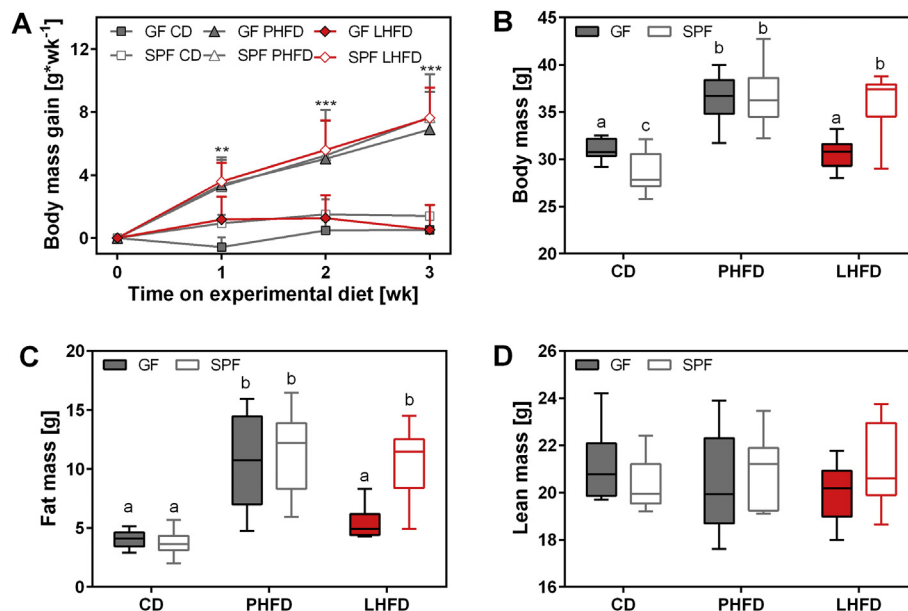 A
GF CD GF PHFD GF LHFD
SPF CD SPF PHFD SPF LHFD
Body mass gain [g*wk-1]
12
8
4
0
** *** ***
0 1 2 3
Time on experimental diet [wk]
B
GF SPF
Body mass [g]
45
40
35
30
25
20
a c b b a b
CD PHFD LHFD
C
GF SPF
Fat mass [g]
20
15
10
5
0
a a b b a b
CD PHFD LHFD
D
GF SPF
Lean mass [g]
26
24
22
20
18
16
CD PHFD LHFD